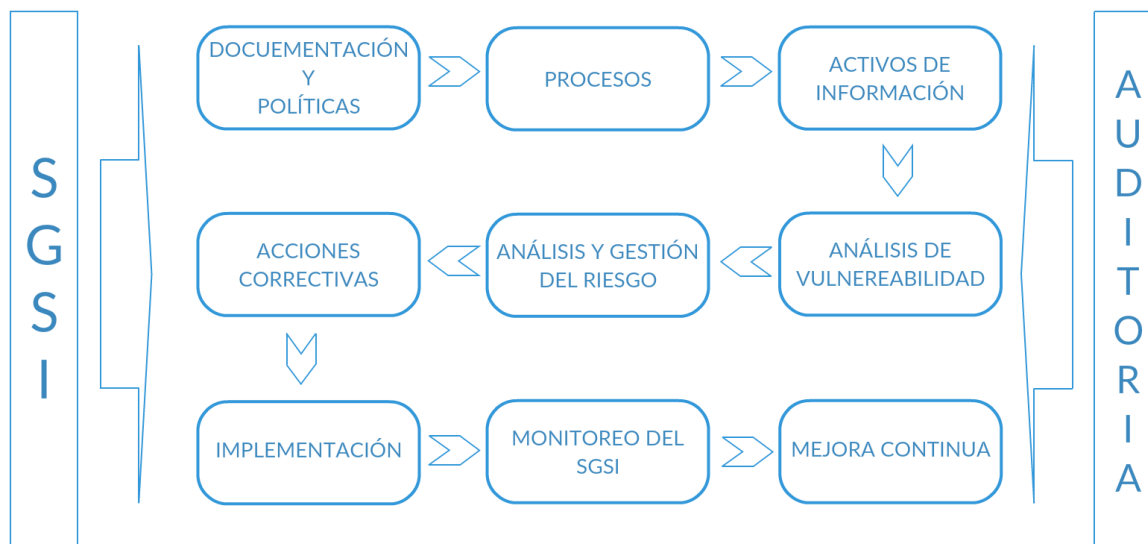 SGSI
DOCUEMENTACIÓN
Y
POLÍTICAS
PROCESOS
ACTIVOS DE
INFORMACIÓN
ANÁLISIS DE
VULNEREABILIDAD
ANÁLISIS Y GESTIÓN
DEL RIESGO
ACCIONES
CORRECTIVAS
IMPLEMENTACIÓN
MONITOREO DEL
SGSI
MEJORA CONTINUA
AUDITORIA